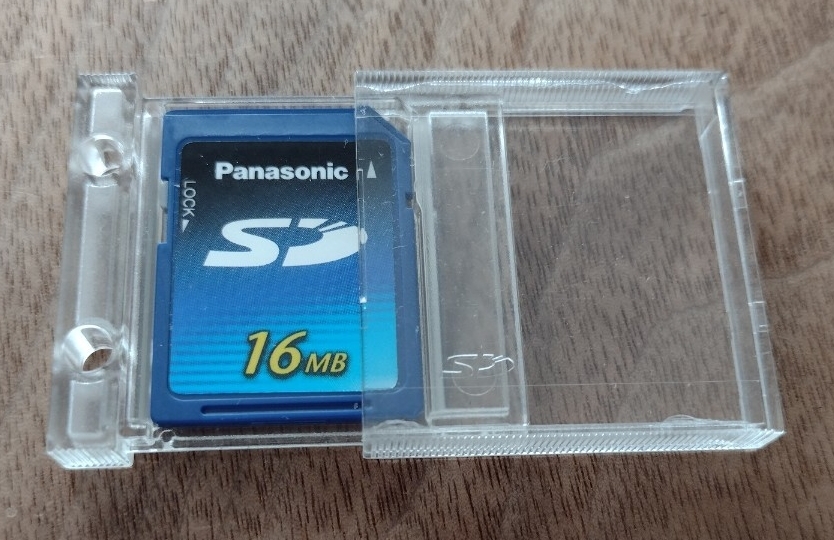 Panasonic
LOCK
SD
16MB
SD